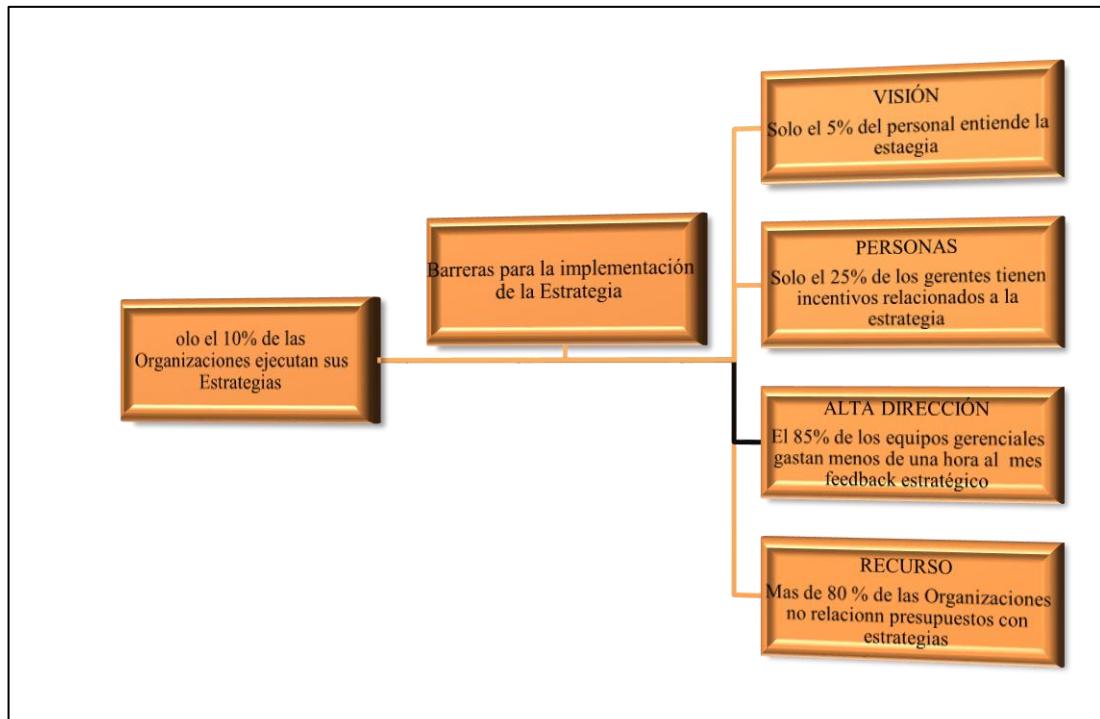 olo el 10% de las
Organizaciones ejecutan sus
Estrategias
Barreras para la implementación
de la Estrategia
VISIÓN
Solo el 5% del personal entiende la
estaegia
PERSONAS
Solo el 25% de los gerentes tienen
incentivos relacionados a la
estrategia
ALTA DIRECCIÓN
El 85% de los equipos gerenciales
gastan menos de una hora al mes
feedback estratégico
RECURSO
Mas de 80 % de las Organizaciones
no relacionn presupuestos con
estrategias